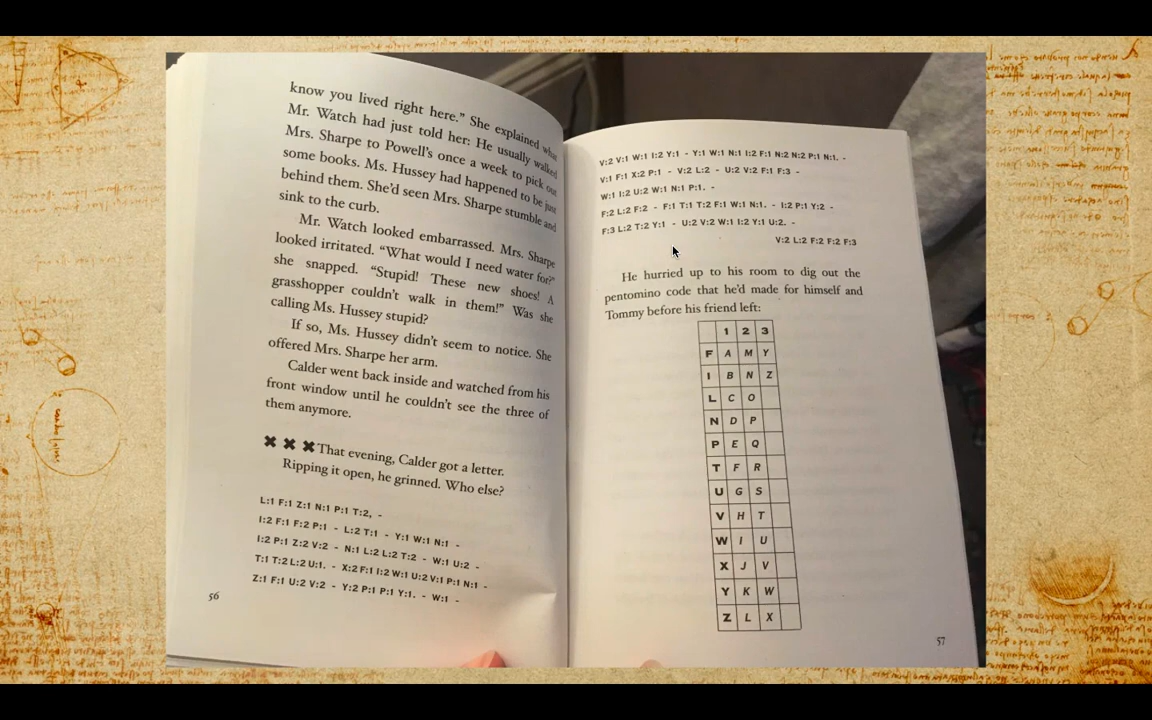 know you lived right here.” She explained what
Mr. Watch had just told her: He usually walked
Mrs. Sharpe to Powell’s once a week to pick out
some books. Ms. Hussey had happened to be just
behind them. She’d seen Mrs. Sharpe stumble and
sink to the curb.
Mr. Watch looked embarrassed. Mrs. Sharpe
looked irritated. “What would I need water for?”
she snapped. “Stupid! These new shoes! A
grasshopper couldn’t walk in them!” Was she
calling Ms. Hussey stupid?
If so, Ms. Hussey didn’t seem to notice. She
offered Mrs. Sharpe her arm.
Calder went back inside and watched from his
front window until he couldn’t see the three of
them anymore.
✖ ✖ ✖ That evening, Calder got a letter.
Ripping it open, he grinned. Who else?
L:1 F:1 Z:1 N:1 P:1 T:2, -
I:2 F:1 F:2 P:1 - L:2 T:1 - Y:1 W:1 N:1 -
I:2 P:1 Z:2 V:2 - N:1 L:2 L:2 T:2 - W:1 U:2 -
T:1 T:2 L:2 U:1. - X:2 F:1 I:2 W:1 U:2 V:1 P:1 N:1 -
Z:1 F:1 U:2 V:2 - Y:2 P:1 P:1 Y:1. - W:1 -
56
V:2 V:1 W:1 I:2 Y:1 - Y:1 W:1 N:1 I:2 F:1 N:2 N:2 P:1 N:1. -
V:1 F:1 X:2 P:1 - V:2 L:2 - U:2 V:2 F:1 F:3 -
W:1 I:2 U:2 W:1 N:1 P:1. -
F:2 L:2 F:2 - F:1 T:1 T:2 F:1 W:1 N:1. - I:2 P:1 Y:2 -
F:3 L:2 T:2 Y:1 - U:2 V:2 W:1 I:2 Y:1 U:2. -
V:2 L:2 F:2 F:2 F:3
He hurried up to his room to dig out the
pentomino code that he’d made for himself and
Tommy before his friend left:
1 2 3
F A M Y
I B N Z
L C O
N D P
P E Q
T F R
U G S
V H T
W I U
X J V
Y K W
Z L X
57